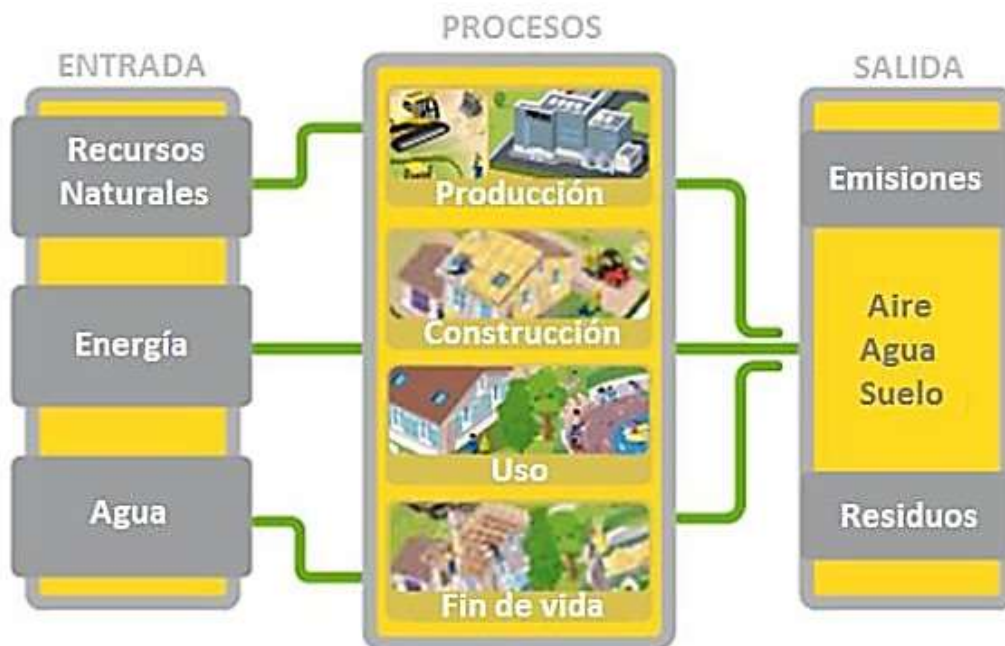 ENTRADA
Recursos
Naturales
Energía
Agua
PROCESOS
Producción
Construcción
Uso
Fin de vida
SALIDA
Emisiones
Aire
Agua
Suelo
Residuos